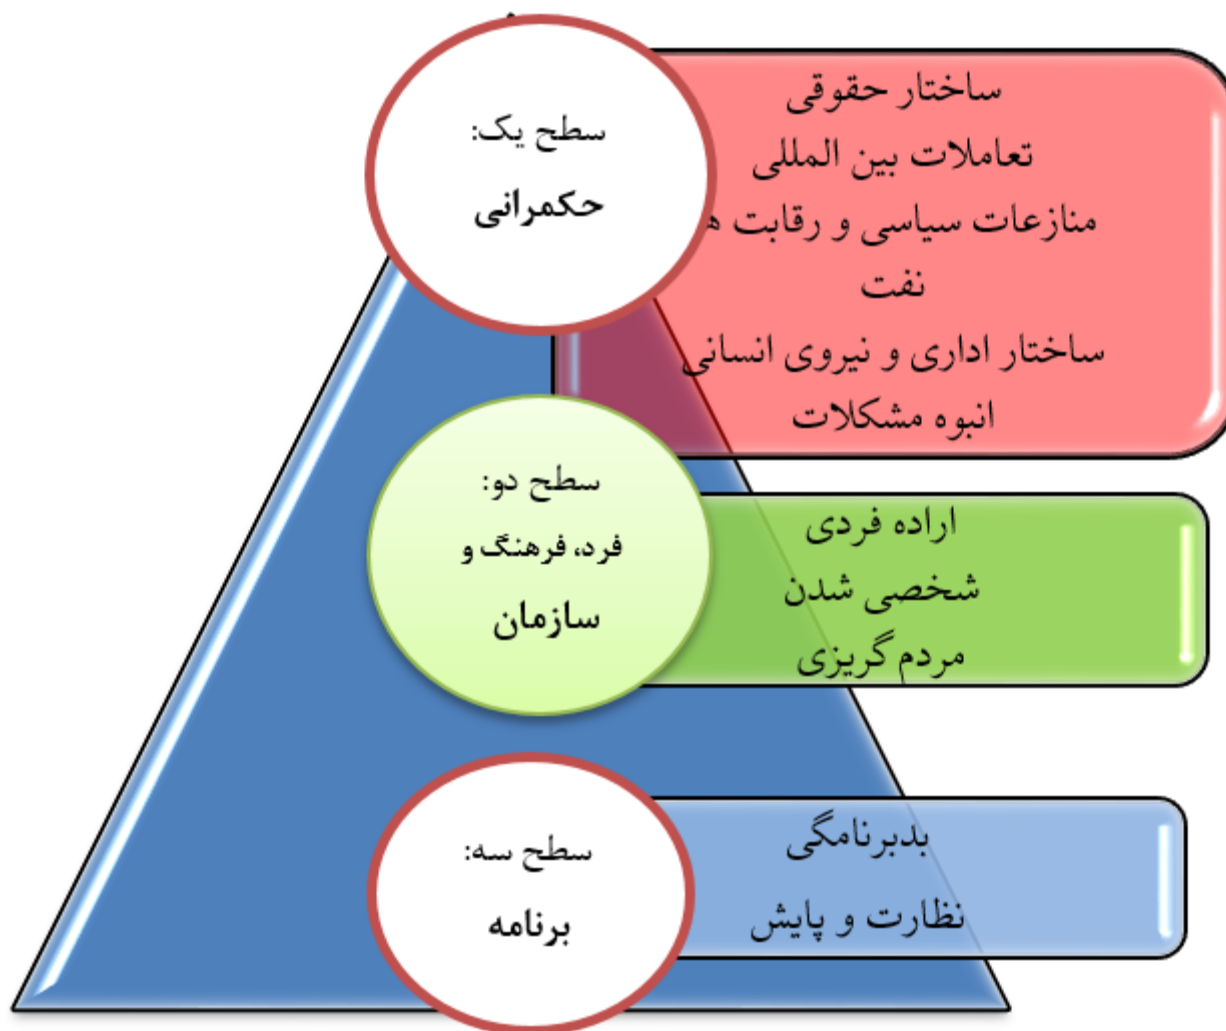 سطح یک:
حکمرانی
ساختار حقوقی
تعاملات بین المللی
منازعات سیاسی و رقابت ه
نفت
ساختار اداری و نیروی انسانی
انبوه مشکلات
سطح دو:
فرد، فرهنگ و
سازمان
اراده فردی
شخصی شدن
مردم گریزی
سطح سه:
برنامه
بدبرنامگی
نظارت و پایش